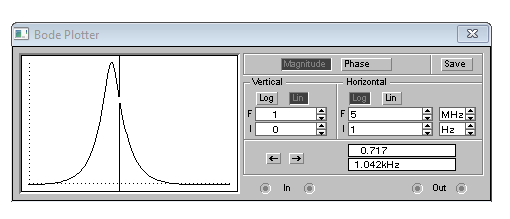 Bode Plotter
Magnitude Phase Save
Vertical Horizontal
Log Lin Log Lin
F 1 F 5 MHz
I 0 I 1 Hz
← → 0.717
1.042kHz
In Out